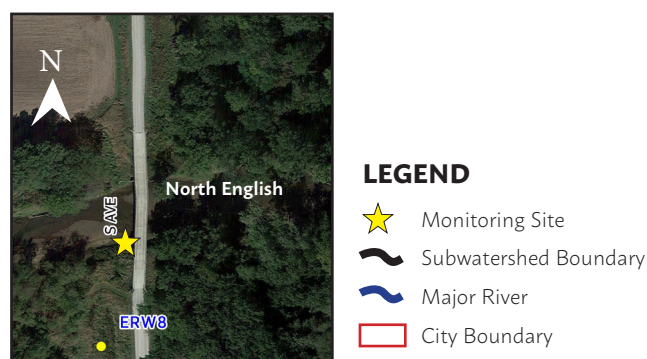 N
North English
S AVE
ERW8
LEGEND
Monitoring Site
Subwatershed Boundary
Major River
City Boundary